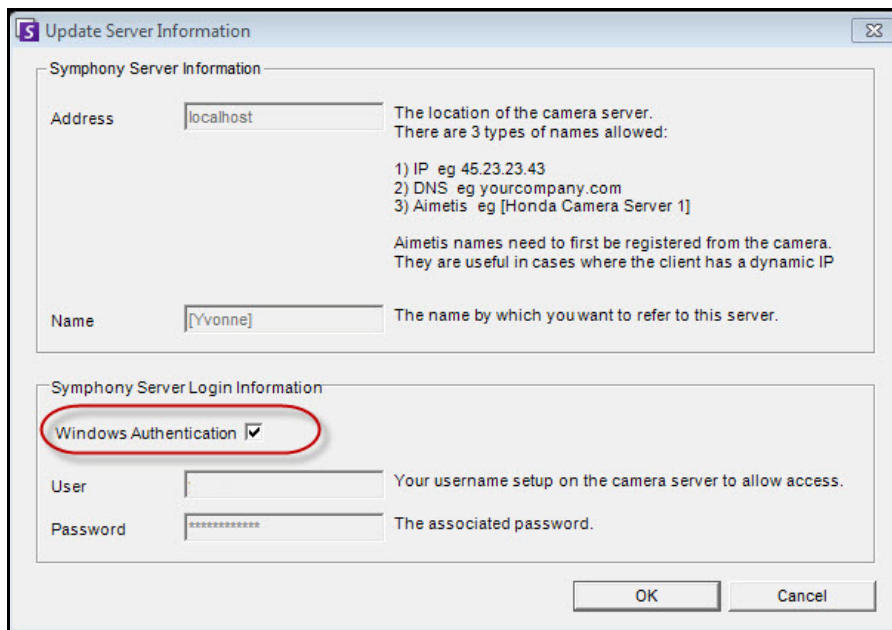 Update Server Information
Symphony Server Information
Address
localhost
The location of the camera server.
There are 3 types of names allowed:
1) IP eg 45.23.23.43
2) DNS eg yourcompany.com
3) Aimetis eg [Honda Camera Server 1]
Aimetis names need to first be registered from the camera.
They are useful in cases where the client has a dynamic IP
Name
[Yvonne]
The name by which you want to refer to this server.
Symphony Server Login Information
Windows Authentication
User
Your username setup on the camera server to allow access.
Password
************
The associated password.
OK
Cancel